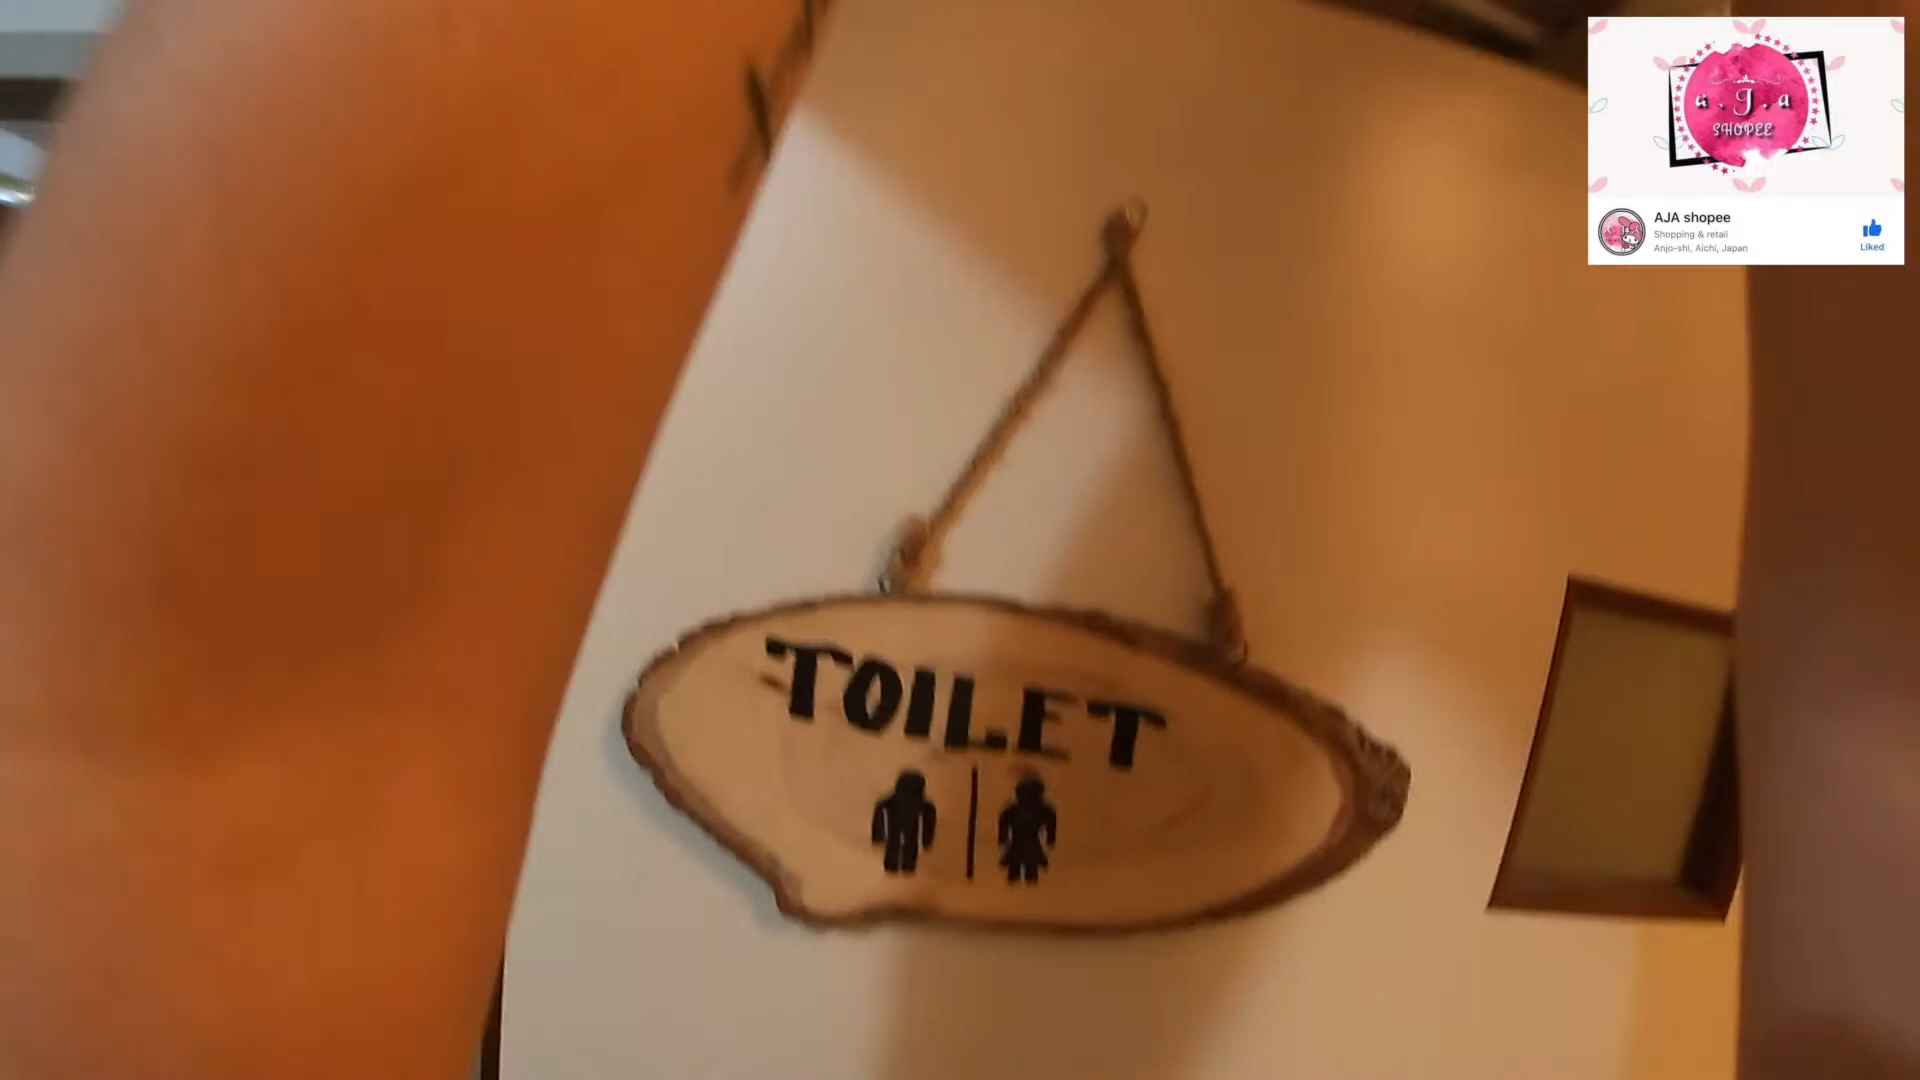 a.J.a
SHOPEE
AJA shopee
Shopping & retail
Anjo-shi, Aichi, Japan
Liked
TOILET